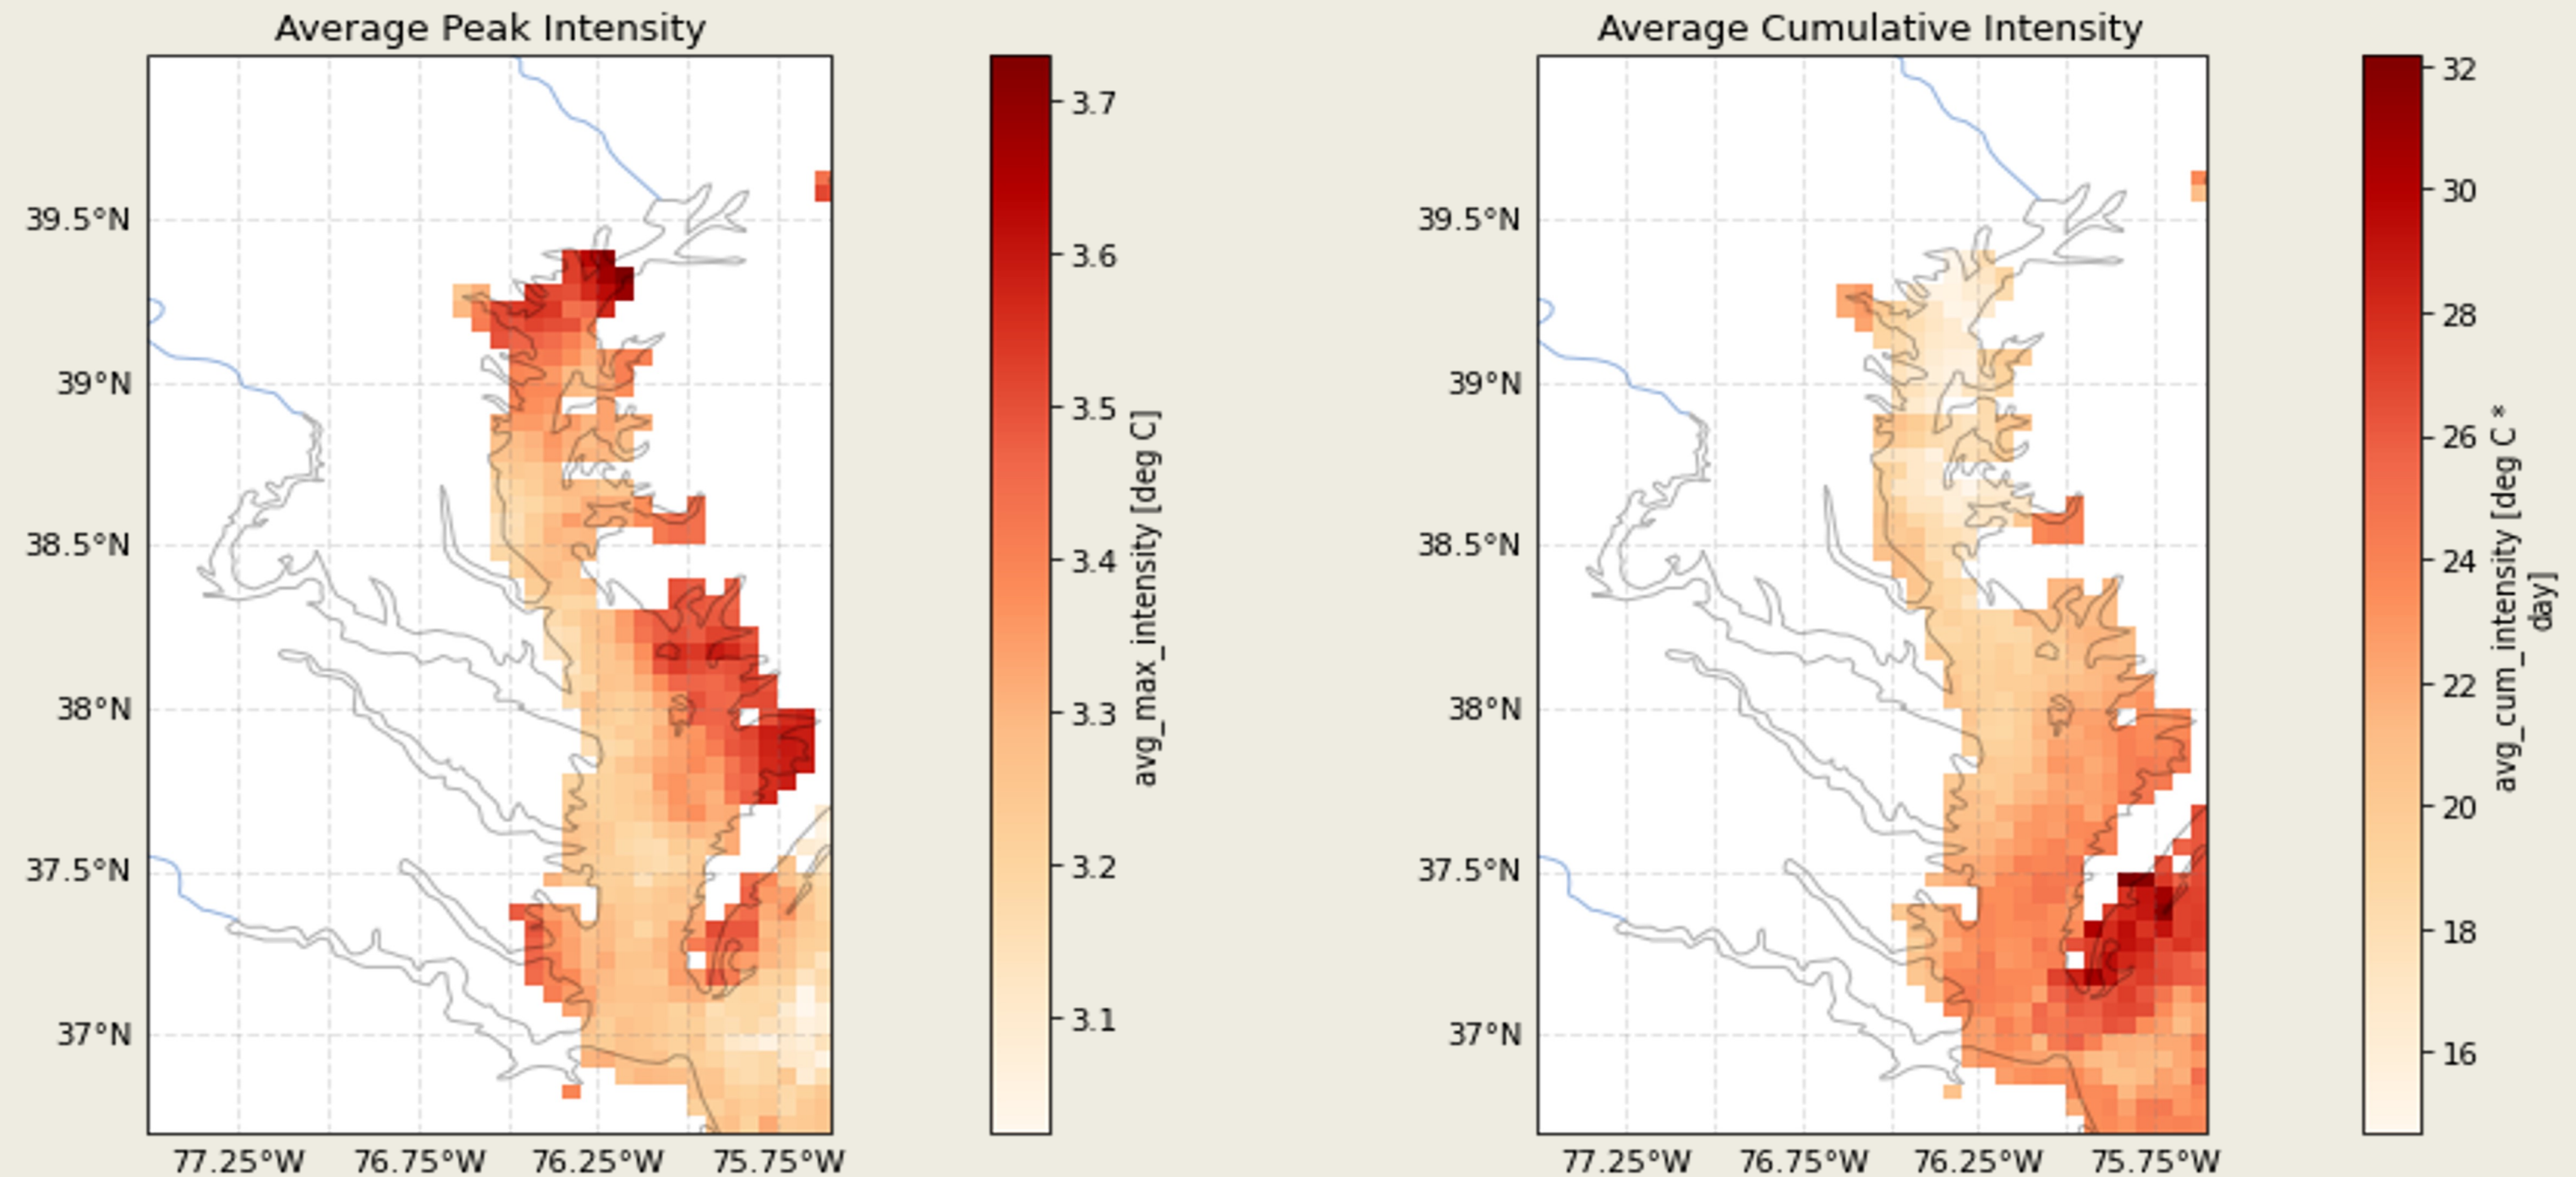 Average Peak Intensity
39.5°N
39°N
38.5°N
38°N
37.5°N
37°N
77.25°W 76.75°W 76.25°W 75.75°W
3.7
3.6
3.5
3.4
3.3
3.2
3.1
avg_max_intensity [deg C]
Average Cumulative Intensity
39.5°N
39°N
38.5°N
38°N
37.5°N
37°N
77.25°W 76.75°W 76.25°W 75.75°W
32
30
28
26
24
22
20
18
16
avg_cum_intensity [deg C *
day]